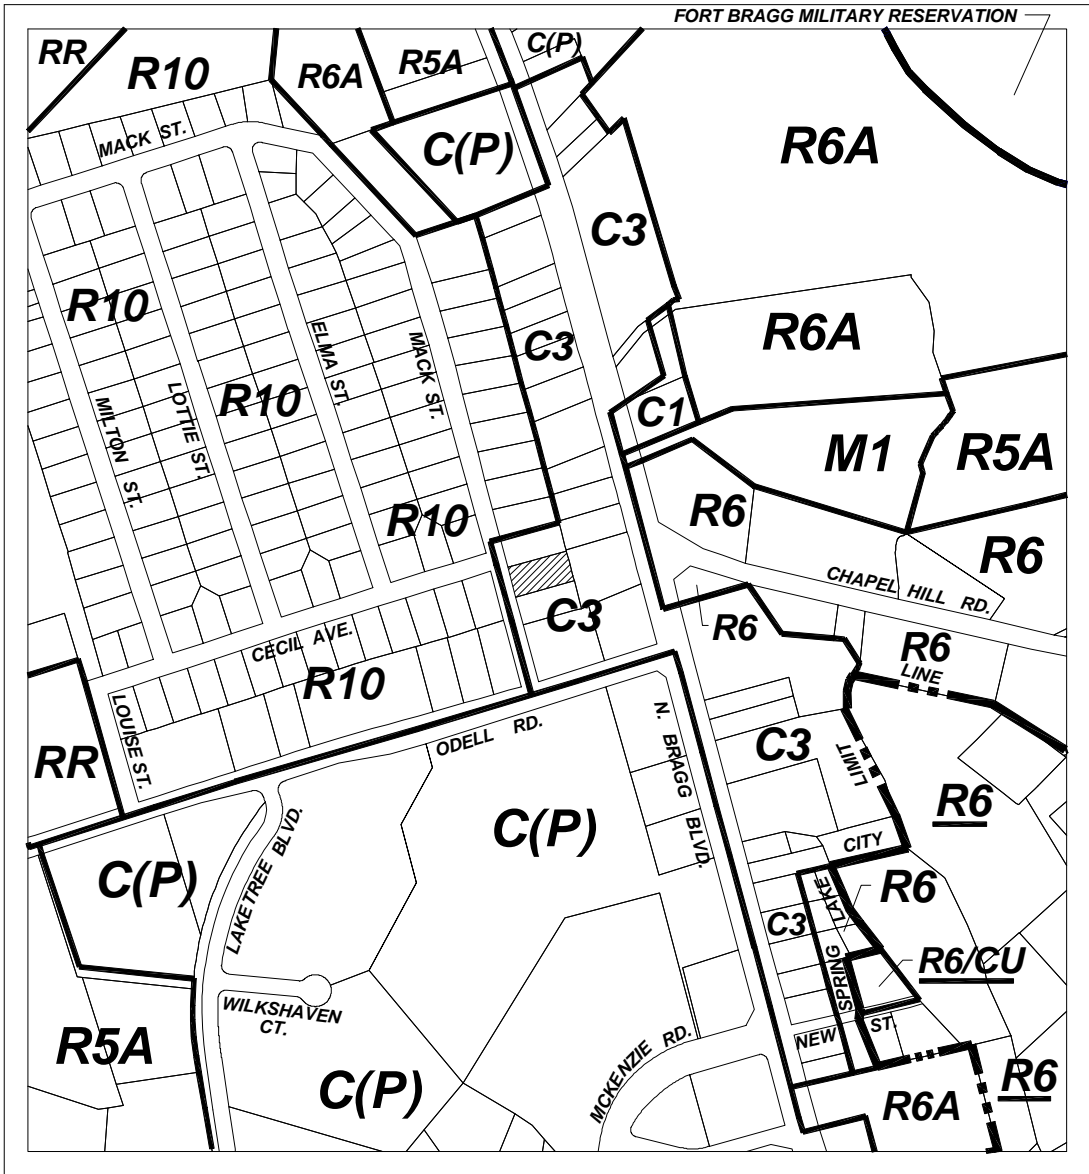 FORT BRAGG MILITARY RESERVATION
RR
R10
R6A
R5A
C(P)
MACK ST.
C(P)
R6A
C3
R10
ELMA ST.
MACK ST.
C3
R6A
LOTTIE ST.
R10
MILTON ST.
C1
M1
R5A
R10
R6
R6
CHAPEL HILL RD.
C3
R6
CECIL AVE.
R6
LINE
R10
LOUISE ST.
ODELL RD.
N. BRAGG BLVD.
C3
LIMIT
RR
R6
C(P)
CITY
C(P)
LAKETREE BLVD.
LAKE
R6
C3
R6/CU
SPRING
WILKSHAVEN
CT.
NEW ST.
R5A
MCKENZIE RD.
C(P)
R6A
R6